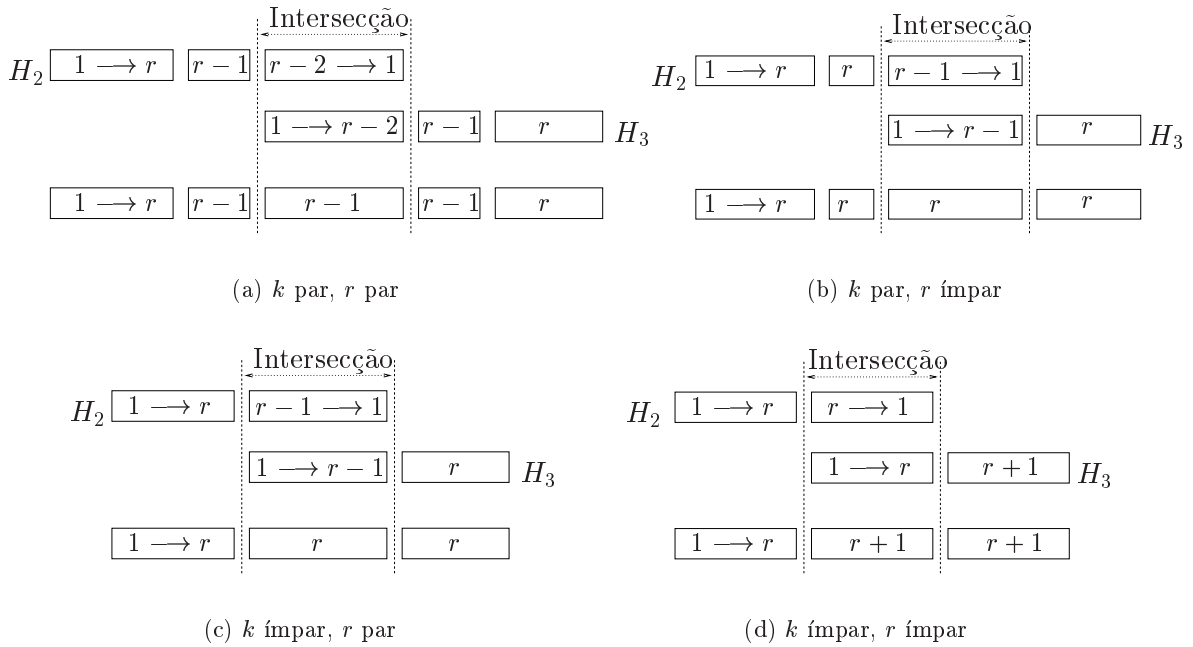 Intersecção
H₂ 1 ⟶ r r − 1 r − 2 ⟶ 1
1 ⟶ r − 2 r − 1 r H₃
1 ⟶ r r − 1 r − 1 r − 1 r
(a) k par, r par
Intersecção
H₂ 1 ⟶ r r r − 1 ⟶ 1
1 ⟶ r − 1 r H₃
1 ⟶ r r r r
(b) k par, r ímpar
Intersecção
H₂ 1 ⟶ r r − 1 ⟶ 1
1 ⟶ r − 1 r H₃
1 ⟶ r r r
(c) k ímpar, r par
Intersecção
H₂ 1 ⟶ r r ⟶ 1
1 ⟶ r r + 1 H₃
1 ⟶ r r + 1 r + 1
(d) k ímpar, r ímpar